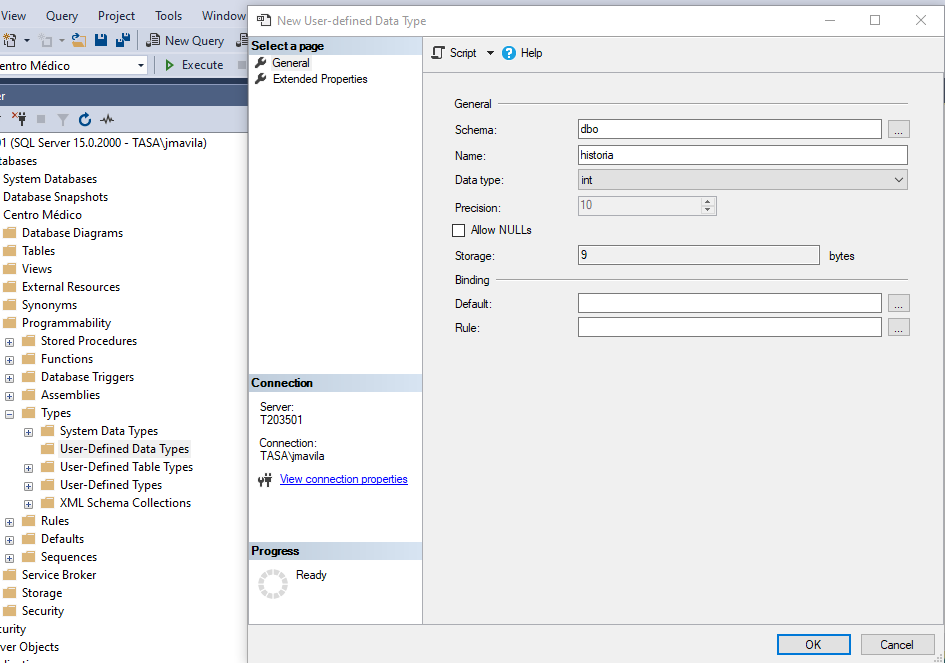 View Query Project Tools Window
New Query
entro Médico Execute
er
01 (SQL Server 15.0.2000 - TASA\jmavila)
tabases
System Databases
Database Snapshots
Centro Médico
Database Diagrams
Tables
Views
External Resources
Synonyms
Programmability
Stored Procedures
Functions
Database Triggers
Assemblies
Types
System Data Types
User-Defined Data Types
User-Defined Table Types
User-Defined Types
XML Schema Collections
Rules
Defaults
Sequences
Service Broker
Storage
Security
curity
ver Objects
New User-defined Data Type
Select a page
General
Extended Properties
Connection
Server:
T203501
Connection:
TASA\jmavila
View connection properties
Progress
Ready
Script Help
General
Schema: dbo ...
Name: historia
Data type: int
Precision: 10
Allow NULLs
Storage: 9 bytes
Binding
Default: ...
Rule: ...
OK Cancel